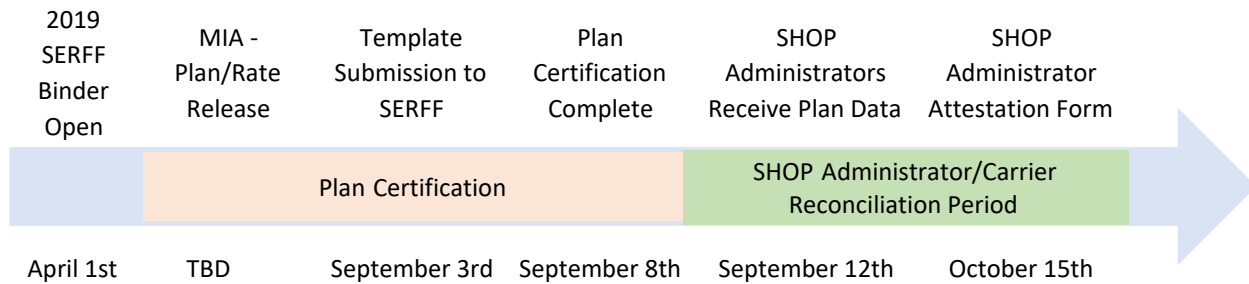 2019
SERFF
Binder
Open
MIA -
Plan/Rate
Release
Template
Submission to
SERFF
Plan
Certification
Complete
SHOP
Administrators
Receive Plan Data
SHOP
Administrator
Attestation Form
Plan Certification
SHOP Administrator/Carrier
Reconciliation Period
April 1st
TBD
September 3rd
September 8th
September 12th
October 15th